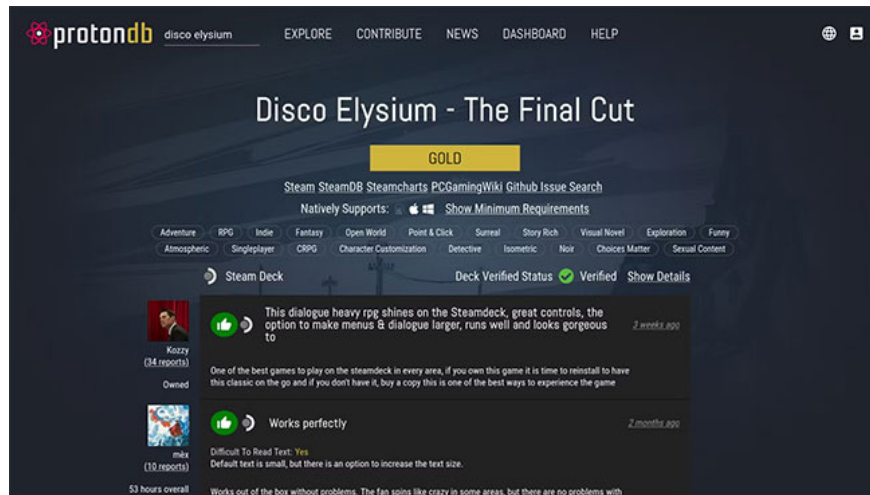 protondb disco elysium EXPLORE CONTRIBUTE NEWS DASHBOARD HELP
Disco Elysium - The Final Cut
GOLD
Steam SteamDB Steamcharts PCGamingWiki Github Issue Search
Natively Supports: Show Minimum Requirements
Adventure RPG Indie Fantasy Open World Point & Click Surreal Story Rich Visual Novel Exploration Funny
Atmospheric Singleplayer CRPG Character Customization Detective Isometric Noir Choices Matter Sexual Content
Steam Deck Deck Verified Status Verified Show Details
This dialogue heavy rpg shines on the Steamdeck, great controls, the
option to make menus & dialogue larger, runs well and looks gorgeous
to
3 weeks ago
Kozzy
(34 reports)
Owned
One of the best games to play on the steamdeck in every area, if you own this game it is time to reinstall to have
this classic on the go and if you don't have it, buy a copy this is one of the best ways to experience the game
Works perfectly
2 months ago
mèx
(10 reports)
53 hours overall
Difficult To Read Text: Yes
Default text is small, but there is an option to increase the text size.
Works out of the box without problems. The fan spins like crazy in some areas, but there are no problems with